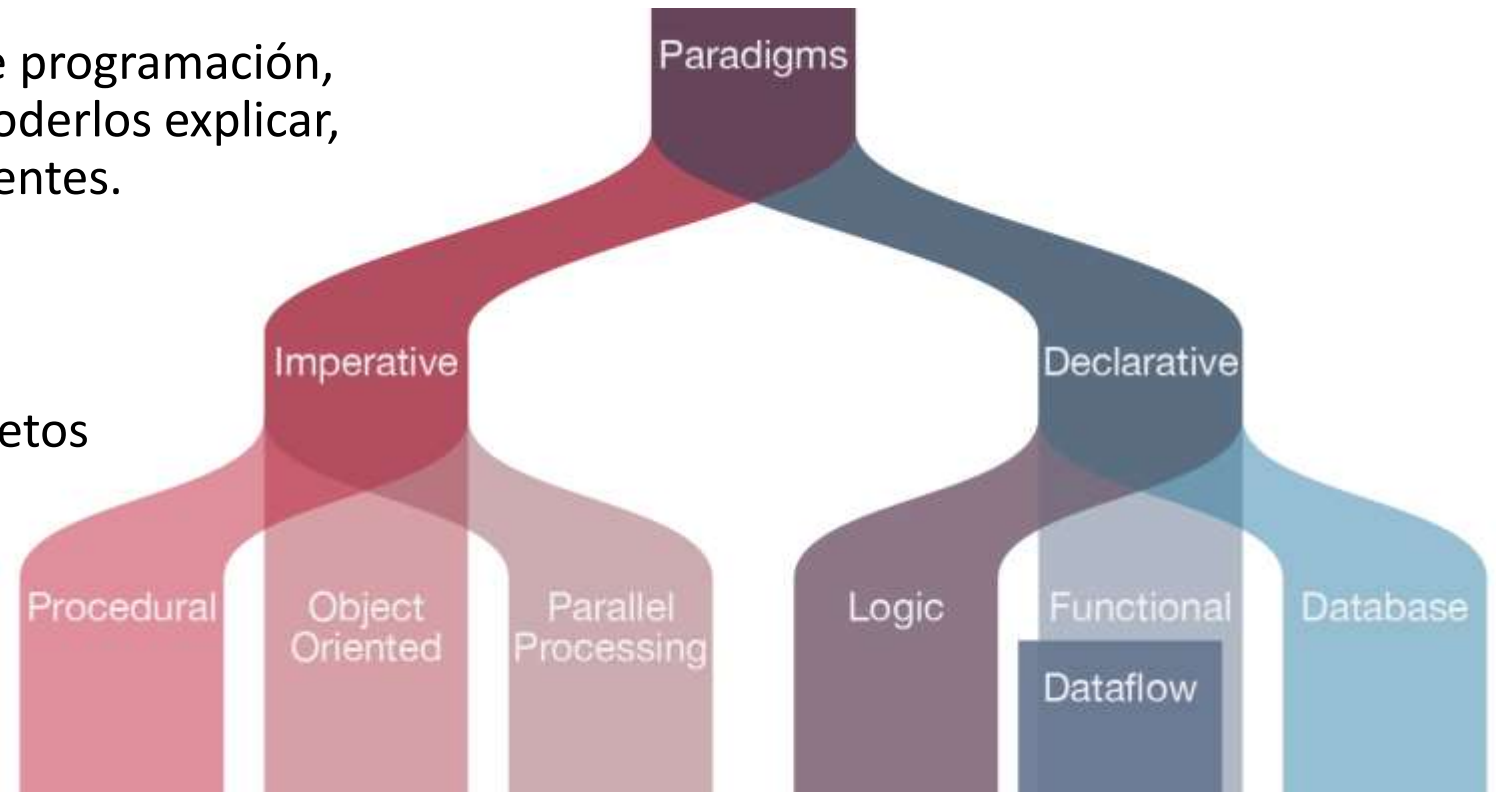 e programación,
oderlos explicar,
entes.
etos
Paradigms
Imperative
Declarative
Procedural
Object
Oriented
Parallel
Processing
Logic
Functional
Database
Dataflow